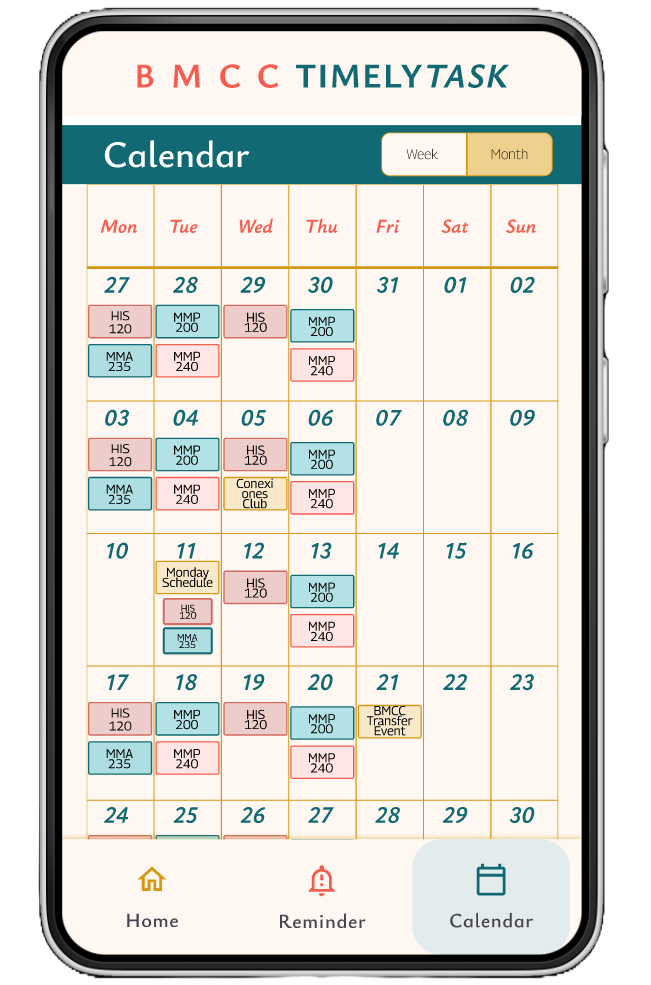 B M C C TIMELYTASK
Calendar
Week Month
Mon Tue Wed Thu Fri Sat Sun
27 28 29 30 31 01 02
HIS
120
MMP
200
HIS
120
MMP
200
MMA
235
MMP
240
MMP
240
03 04 05 06 07 08 09
HIS
120
MMP
200
HIS
120
MMP
200
MMA
235
MMP
240
Conexi
ones
Club
MMP
240
10 11 12 13 14 15 16
Monday
Schedule
HIS
120
MMP
200
HIS
120
MMA
235
MMP
240
17 18 19 20 21 22 23
HIS
120
MMP
200
HIS
120
MMP
200
BMCC
Transfer
Event
MMA
235
MMP
240
MMP
240
24 25 26 27 28 29 30
Home Reminder Calendar